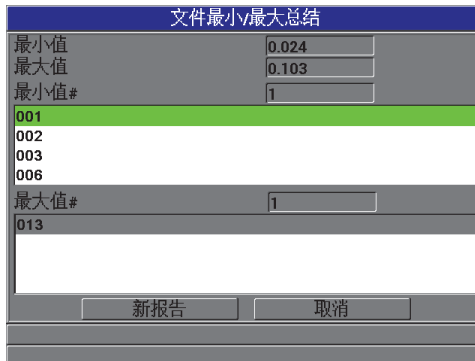 文件最小/最大总结
最小值 0.024
最大值 0.103
最小值# 1
001
002
003
006
最大值# 1
013
新报告 取消